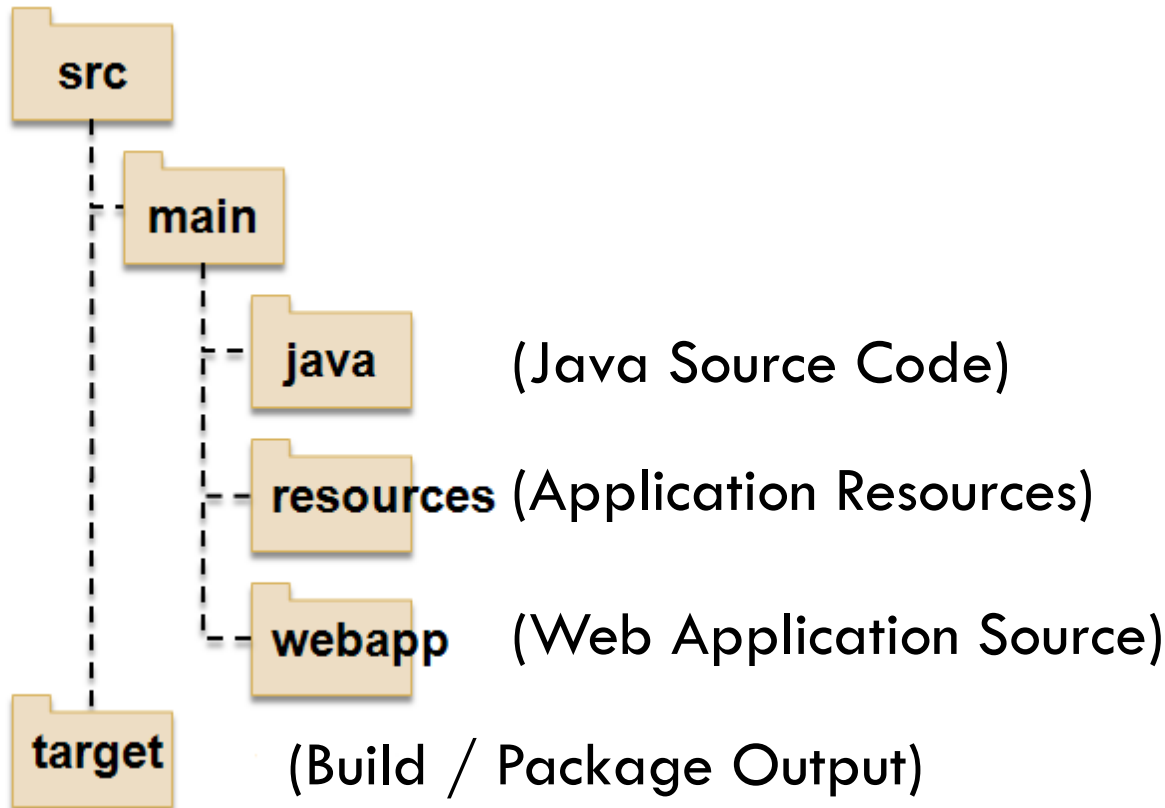 src
main
java (Java Source Code)
resources (Application Resources)
webapp (Web Application Source)
target (Build / Package Output)